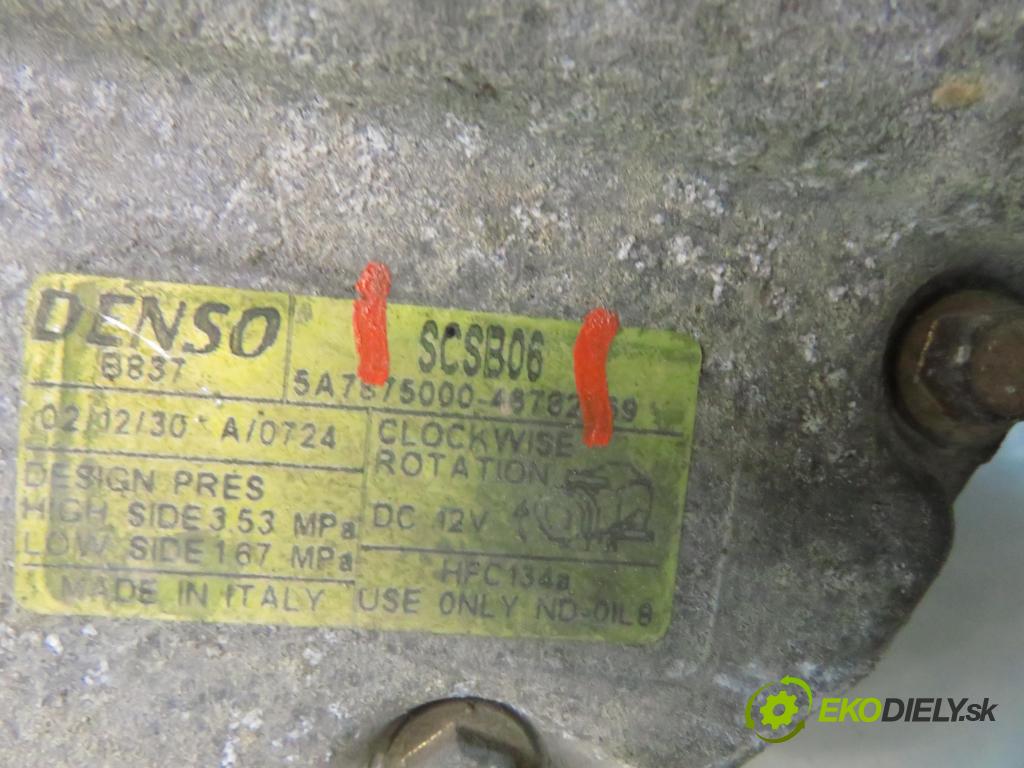 DENSO
B837
SCSB06
5A7875000
02/12/30 A/0724
CLOCKWISE
ROTATION
DESIGN PRES
HIGH SIDE 3.53 MPa
LOW SIDE 1.67 MPa
DC 12V
HFC134a
MADE IN ITALY
USE ONLY ND-OIL8
EKODIELY.sk